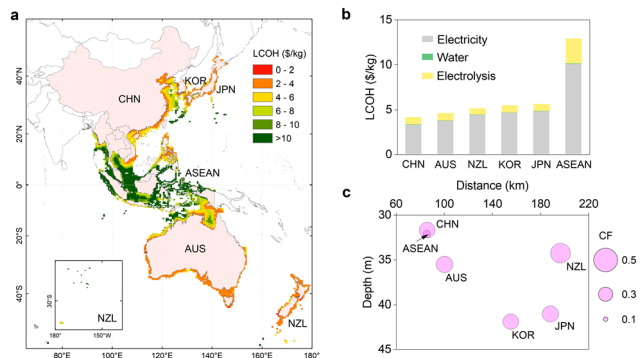 a
LCOH ($/kg)
0 - 2
2 - 4
4 - 6
6 - 8
8 - 10
>10
40°N
20°N
0°
20°S
40°S
CHN
KOR
JPN
ASEAN
AUS
NZL
30°S
180°
150°W
NZL
80°E
100°E
120°E
140°E
160°E
180°
b
LCOH ($/kg)
15
10
5
0
Electricity
Water
Electrolysis
CHN AUS NZL KOR JPN ASEAN
Distance (km)
c
60 100 140 180 220
Depth (m)
30
35
40
45
CHN
ASEAN
AUS
NZL
KOR
JPN
CF
0.5
0.3
0.1